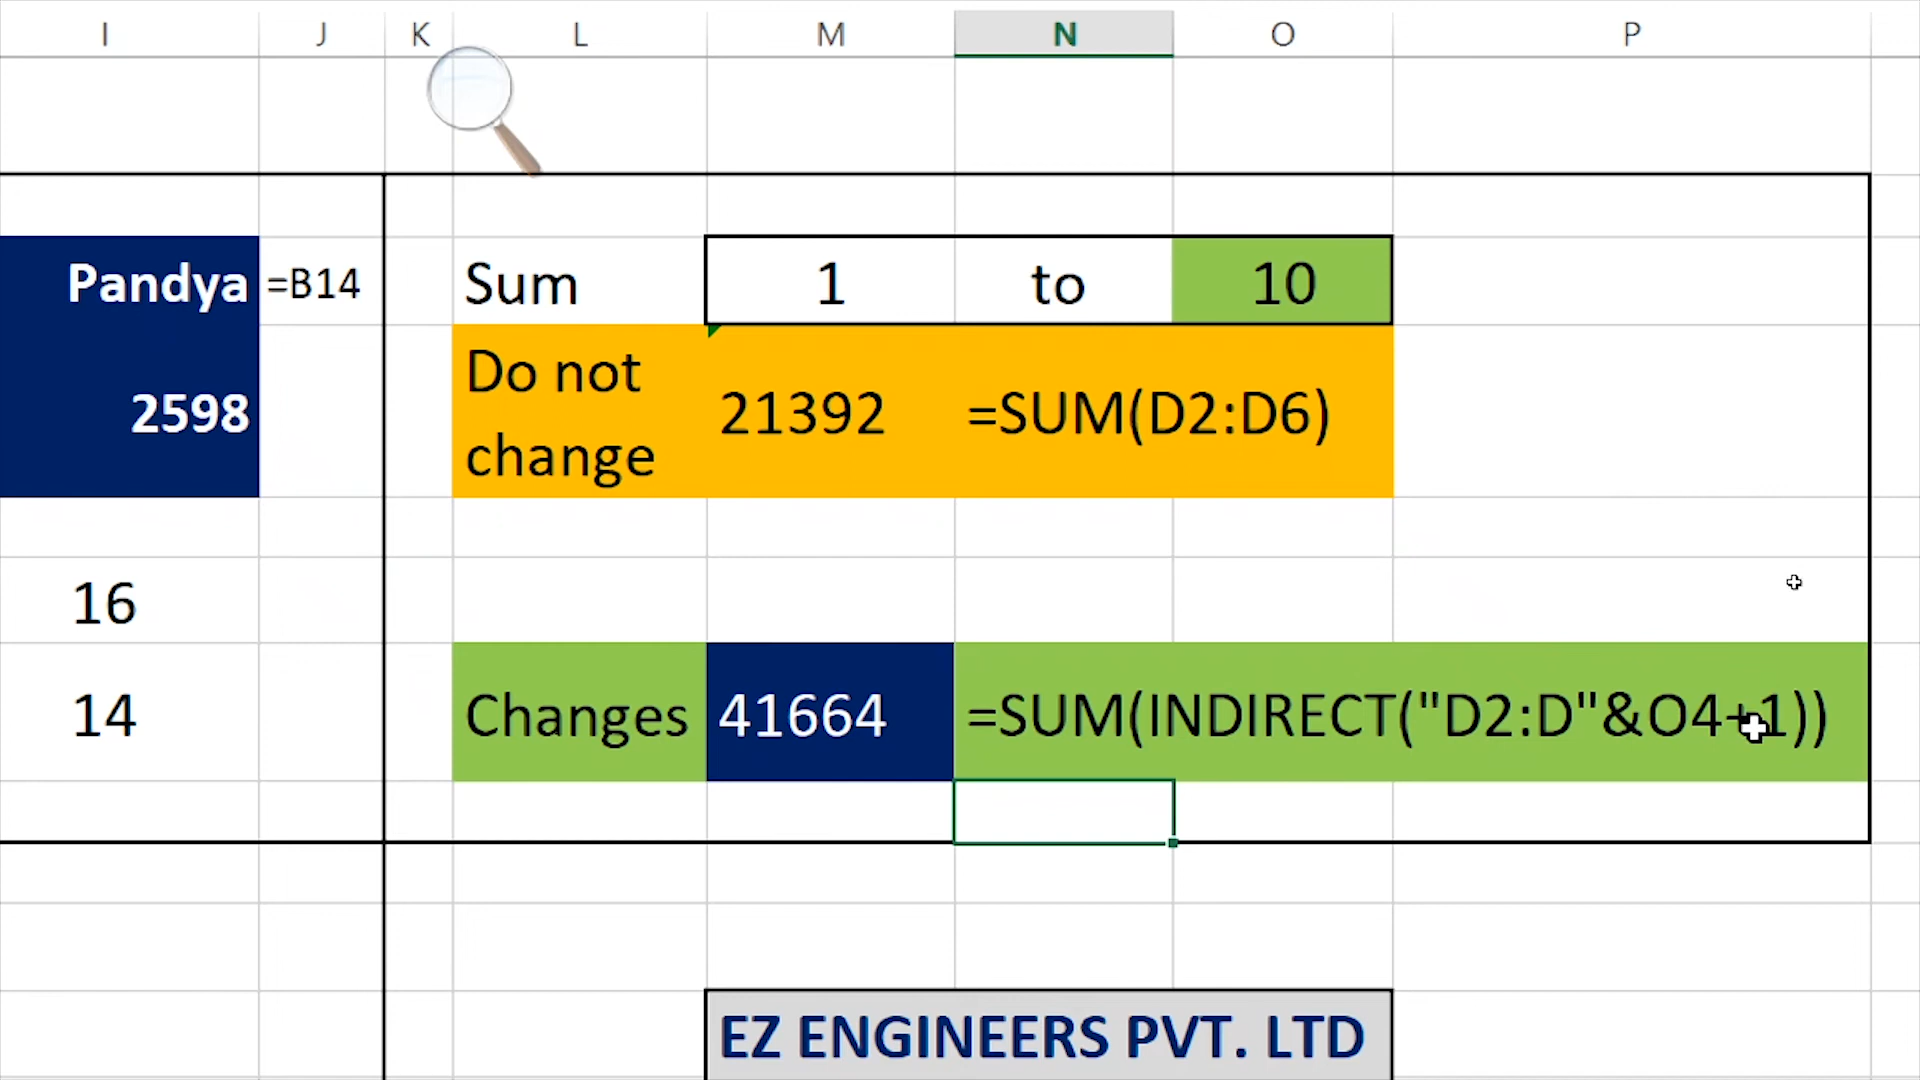 I J K L M N O P
Pandya =B14 Sum 1 to 10
Do not
change
2598 21392 =SUM(D2:D6)
16
14 Changes 41664 =SUM(INDIRECT("D2:D"&O4+1))
EZ ENGINEERS PVT. LTD